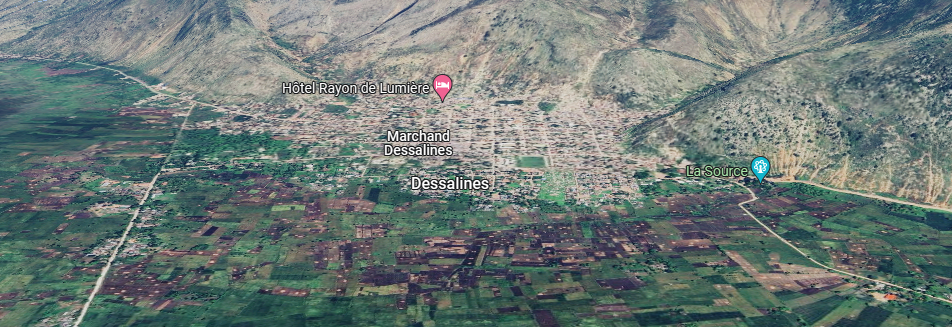 Hôtel Rayon de Lumière
Marchand
Dessalines
La Source
Dessalines